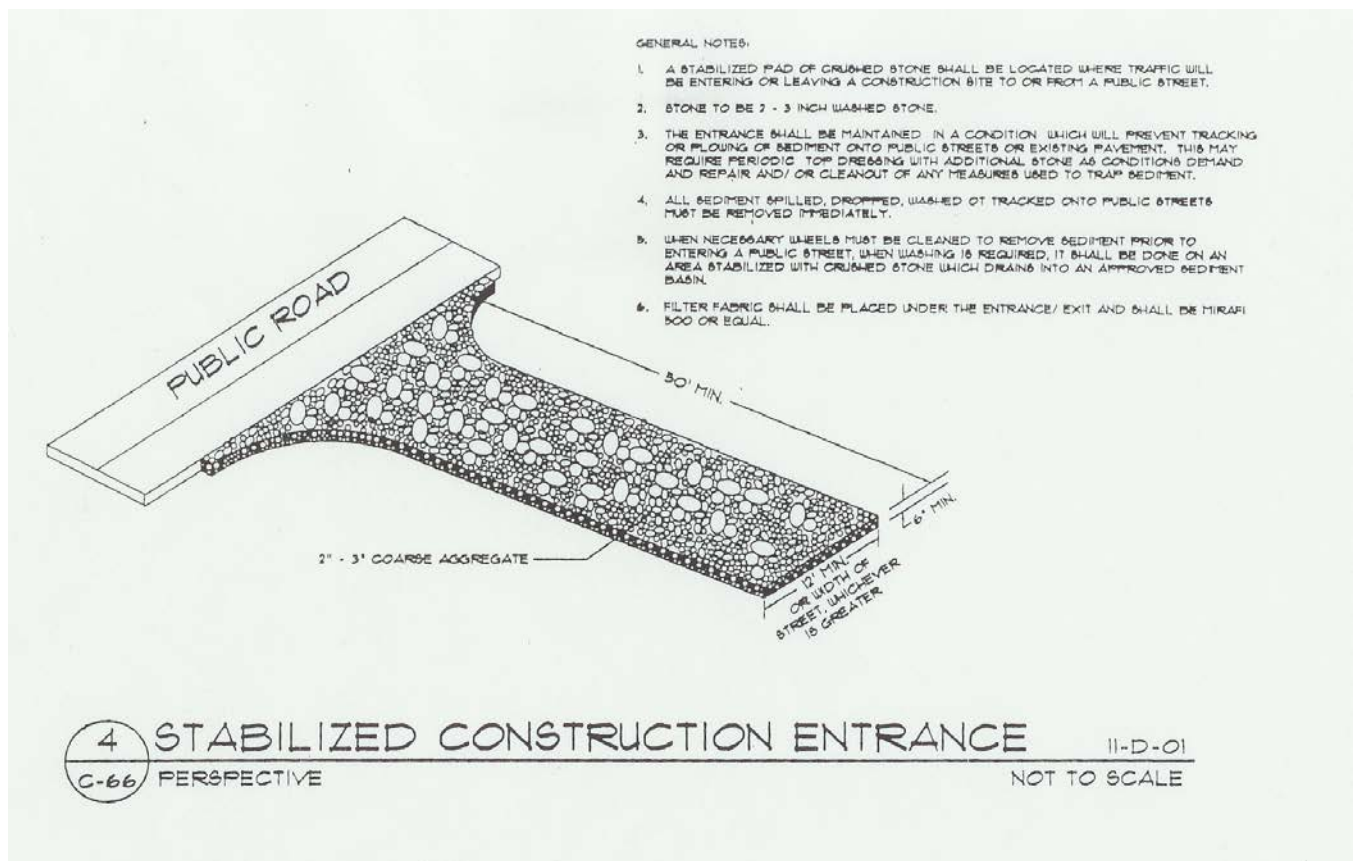 GENERAL NOTES:
1. A STABILIZED PAD OF CRUSHED STONE SHALL BE LOCATED WHERE TRAFFIC WILL
BE ENTERING OR LEAVING A CONSTRUCTION SITE TO OR FROM A PUBLIC STREET.
2. STONE TO BE 2 - 3 INCH WASHED STONE.
3. THE ENTRANCE SHALL BE MAINTAINED IN A CONDITION WHICH WILL PREVENT TRACKING
OR FLOWING OF SEDIMENT ONTO PUBLIC STREETS OR EXISTING PAVEMENT. THIS MAY
REQUIRE PERIODIC TOP DRESSING WITH ADDITIONAL STONE AS CONDITIONS DEMAND
AND REPAIR AND/ OR CLEANOUT OF ANY MEASURES USED TO TRAP SEDIMENT.
4. ALL SEDIMENT SPILLED, DROPPED, WASHED OT TRACKED ONTO PUBLIC STREETS
MUST BE REMOVED IMMEDIATELY.
5. WHEN NECESSARY WHEELS MUST BE CLEANED TO REMOVE SEDIMENT PRIOR TO
ENTERING A PUBLIC STREET, WHEN WASHING IS REQUIRED, IT SHALL BE DONE ON AN
AREA STABILIZED WITH CRUSHED STONE WHICH DRAINS INTO AN APPROVED SEDIMENT
BASIN.
6. FILTER FABRIC SHALL BE PLACED UNDER THE ENTRANCE/ EXIT AND SHALL BE MIRAFI
500 OR EQUAL.
PUBLIC ROAD
50' MIN.
6" MIN.
2" - 3" COARSE AGGREGATE
12' MIN.
OR WIDTH OF
STREET, WHICHEVER
IS GREATER
4
C-66
STABILIZED CONSTRUCTION ENTRANCE
11-D-01
PERSPECTIVE
NOT TO SCALE